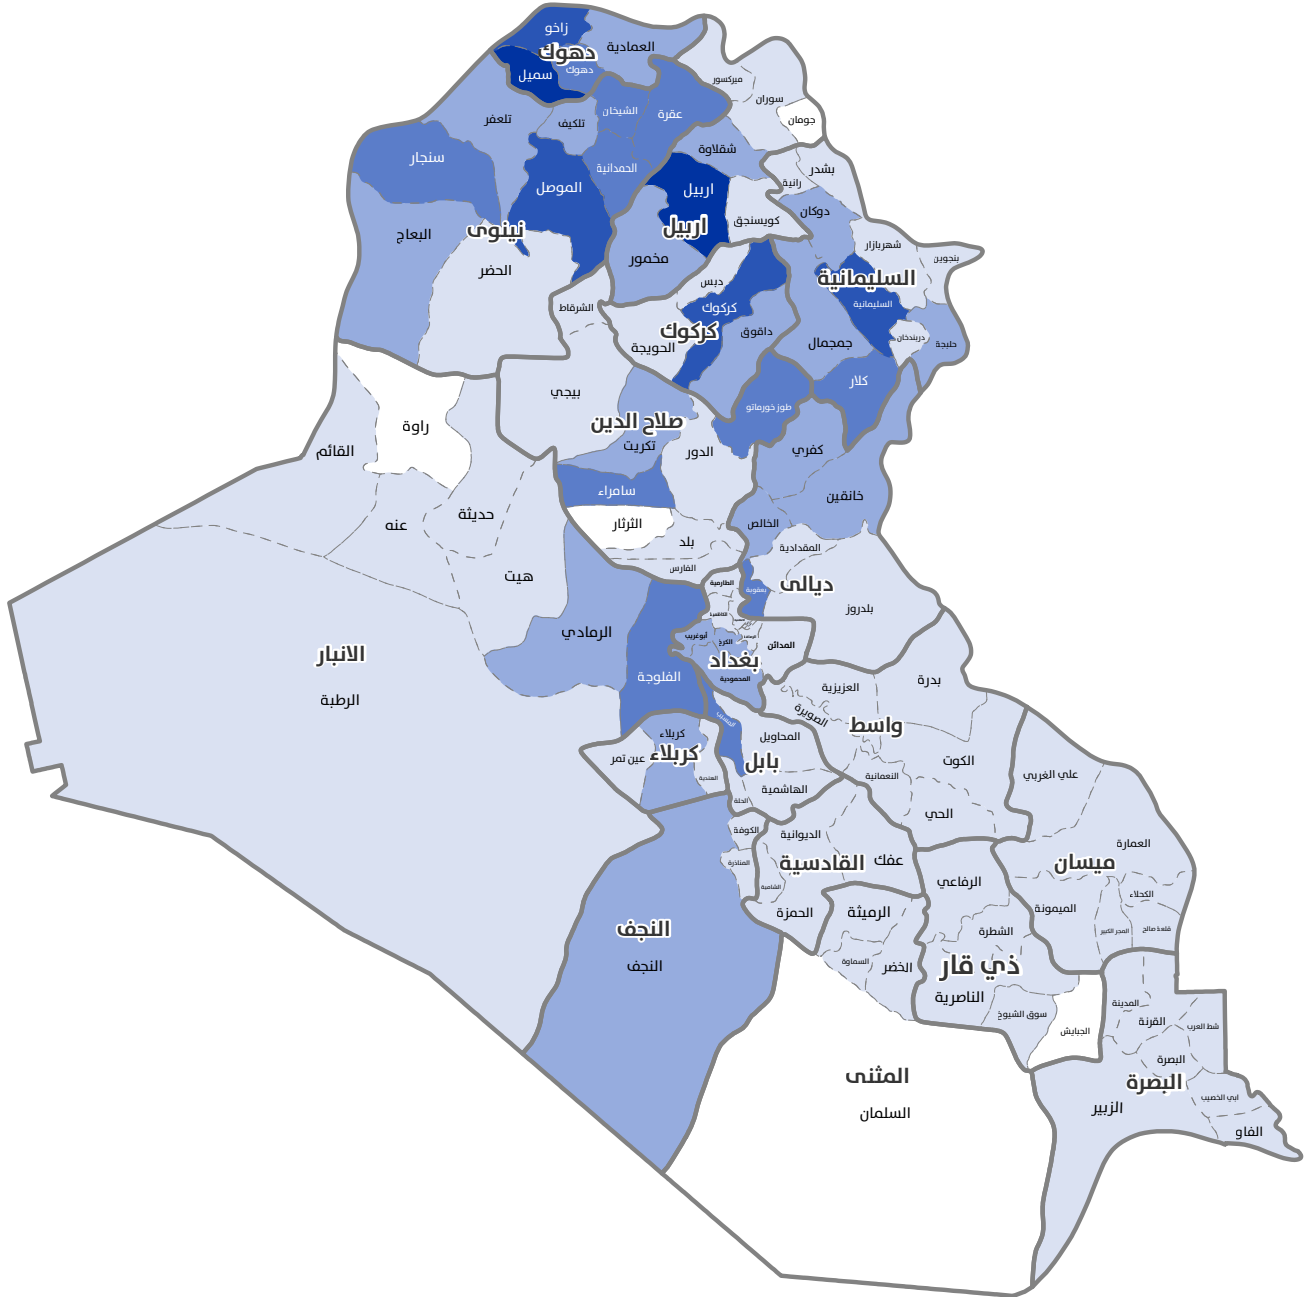 زاخو
دهوك
العمادية
سميل
دهوك
ميركسور
سوران
جومان
تلعفر
تلكيف
الشيخان
عقرة
سنجار
الحمدانية
شقلاوة
بشدر
رانية
الموصل
اربيل
كويسنجق
دوكان
اربيل
نينوى
البعاج
الحضر
مخمور
شهربازار
بنجوين
السليمانية
السليمانية
دبس
كركوك
كركوك
الشرقاط
الحويجة
داقوق
جمجمال
دربندخان
حلبجة
كلار
بيجي
طوز خورماتو
صلاح الدين
راوة
تكريت
الدور
القائم
كفري
سامراء
خانقين
الثرثار
الخالص
حديثة
عنه
بلد
المقدادية
الفارس
هيت
الطارمية
بعقوبة
ديالى
بلدروز
الرمادي
أبوغريب
الكرخ
المدائن
بغداد
الانبار
الفلوجة
المحمودية
الرطبة
العزيزية
بدرة
الصويرة
واسط
المسيب
المحاويل
كربلاء
كربلاء
عين تمر
بابل
الكوت
علي الغربي
الهندية
النعمانية
الهاشمية
الحلة
الحي
الكوفة
الديوانية
العمارة
المناذرة
القادسية
عفك
ميسان
الشامية
الرفاعي
الكحلاء
الحمزة
الرميثة
الميمونة
النجف
الشطرة
المجر الكبير
قلعة صالح
النجف
السماوة
الخضر
ذي قار
الناصرية
سوق الشيوخ
المدينة
القرنة
شط العرب
الجبايش
البصرة
المثنى
البصرة
السلمان
الزبير
ابي الخصيب
الفاو